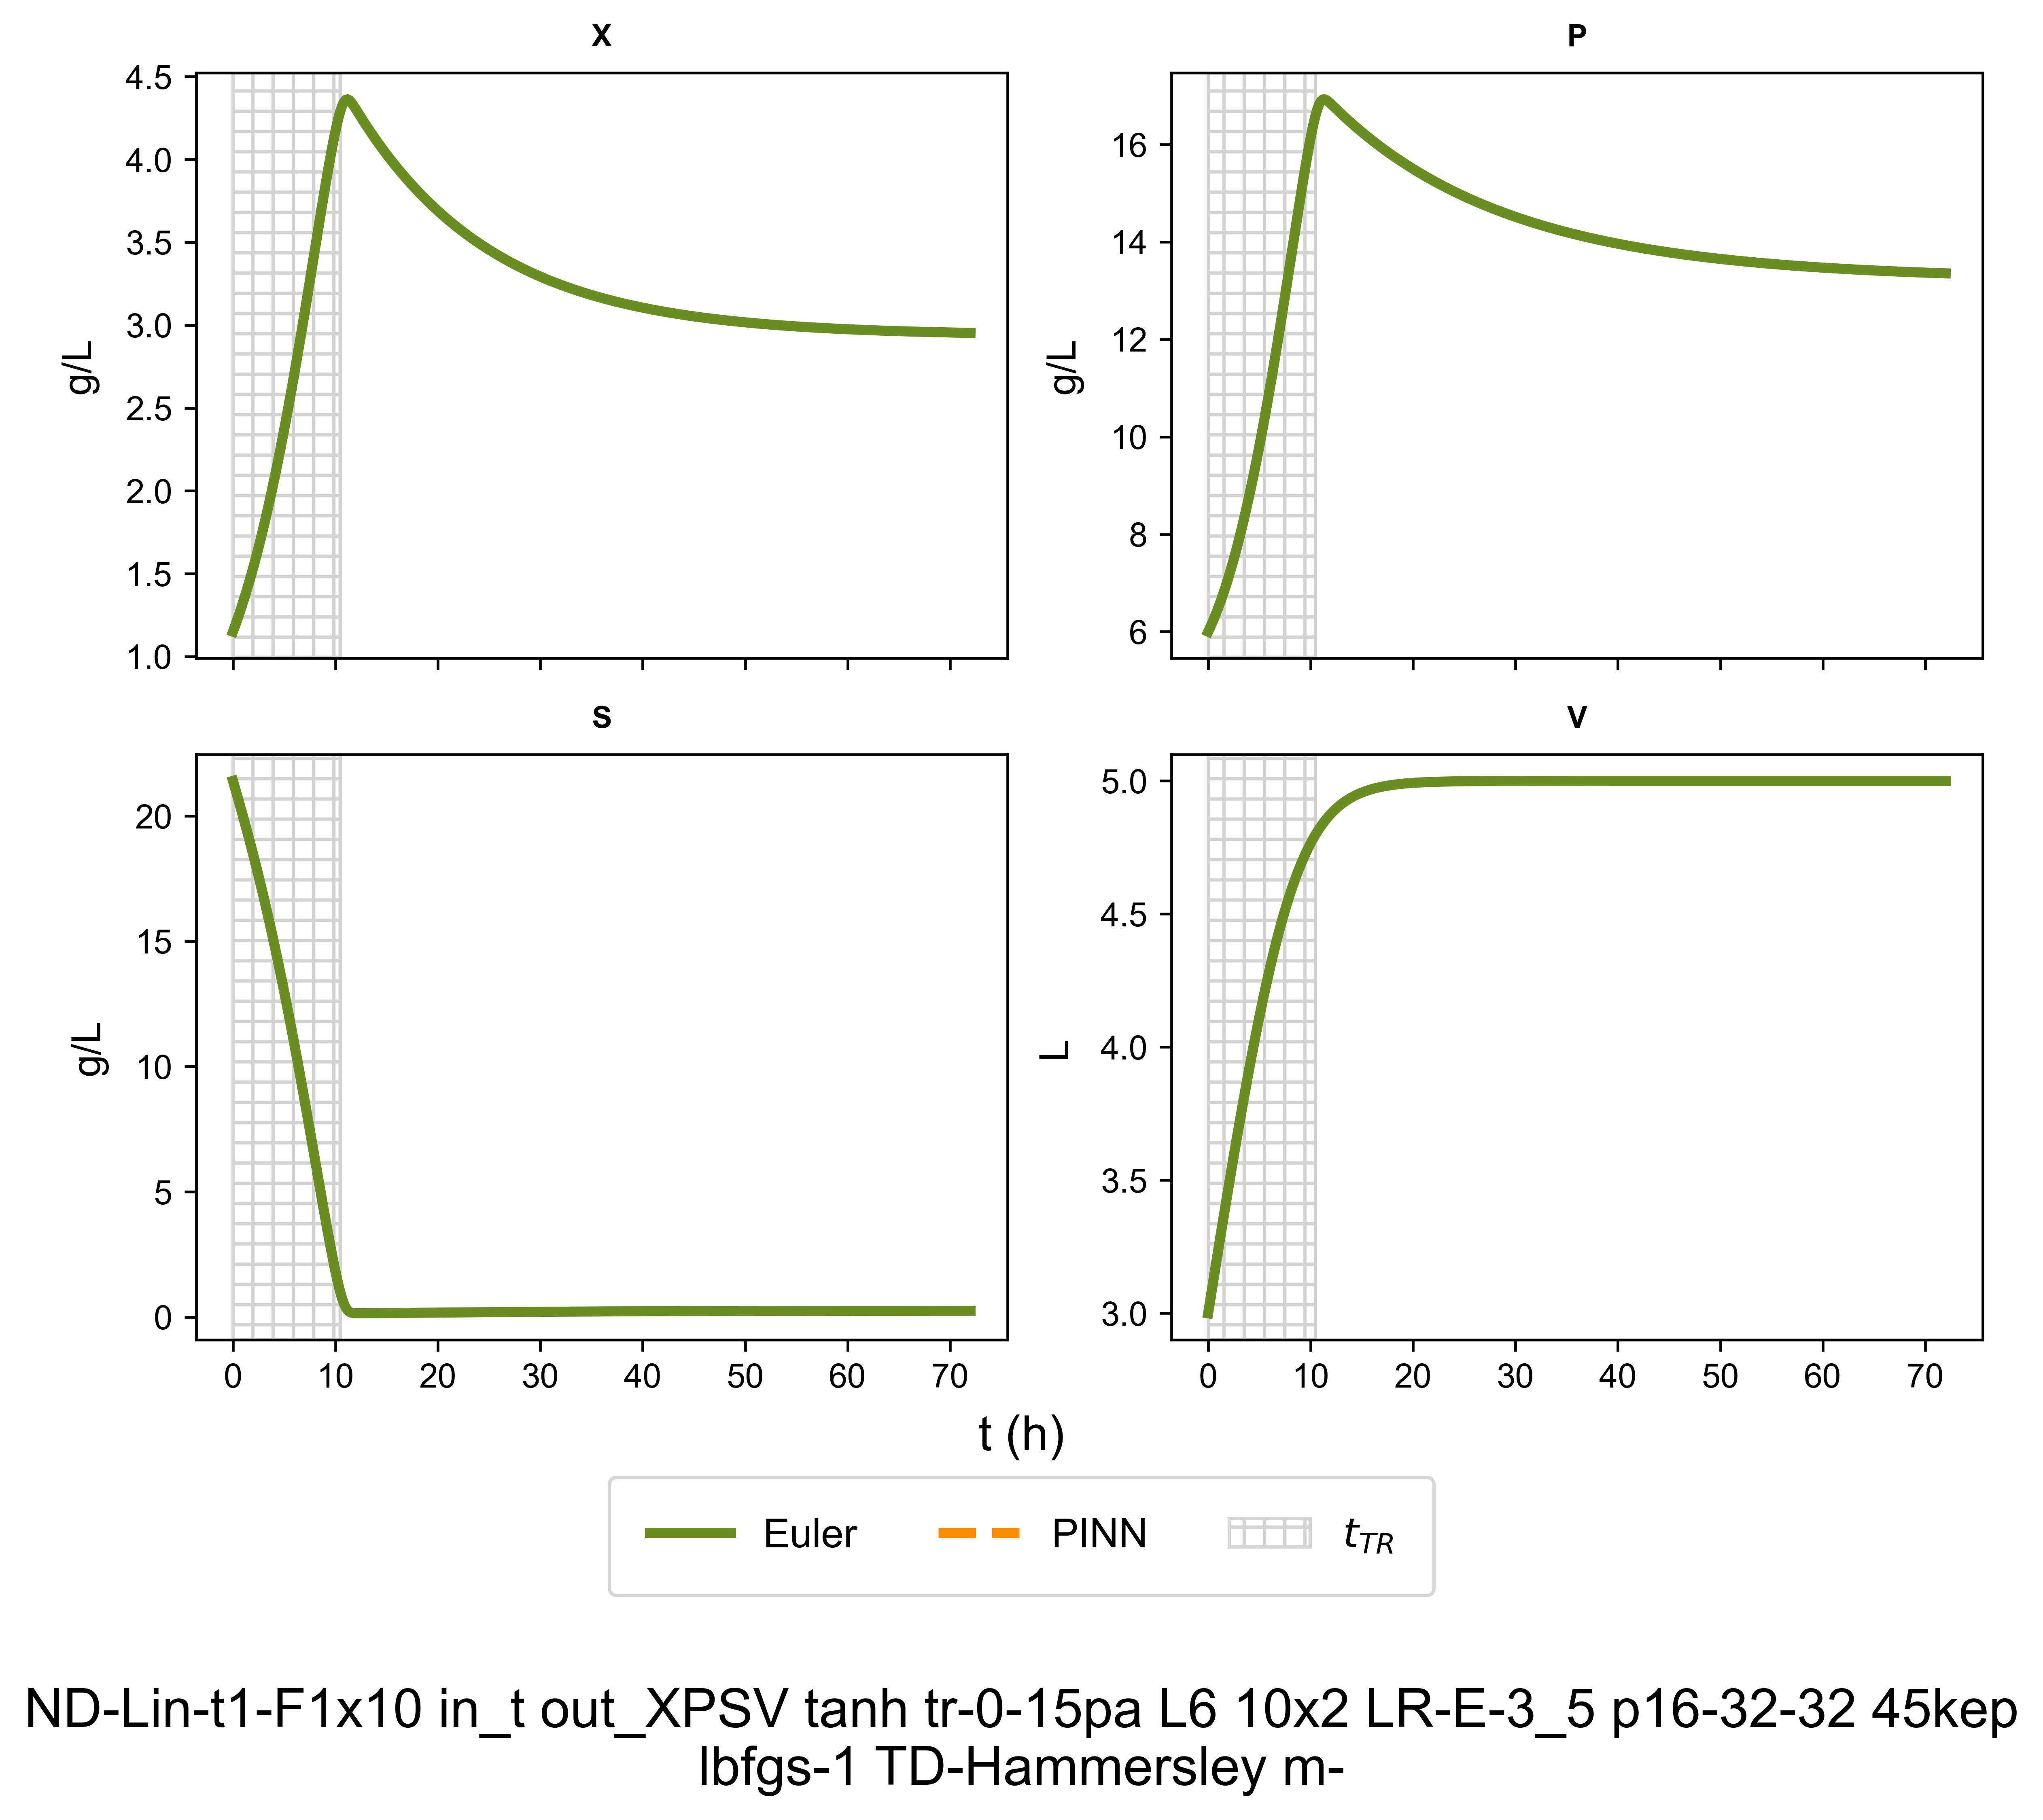 X
P
4.5
4.0
3.5
3.0
2.5
2.0
1.5
1.0
g/L
16
14
12
10
8
6
g/L
S
V
20
15
10
5
0
g/L
5.0
4.5
4.0
3.5
3.0
L
0 10 20 30 40 50 60 70
0 10 20 30 40 50 60 70
t (h)
Euler PINN t_{TR}
ND-Lin-t1-F1x10 in_t out_XPSV tanh tr-0-15pa L6 10x2 LR-E-3_5 p16-32-32 45kep
lbfgs-1 TD-Hammersley m-